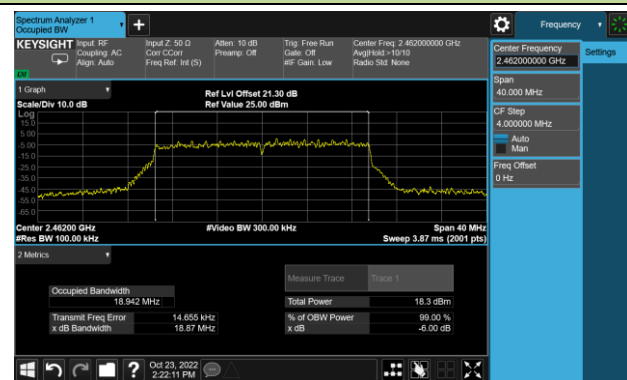 Spectrum Analyzer 1
Occupied BW
+
Frequency
KEYSIGHT
Input: RF
Coupling: AC
Align: Auto
Input Z: 50 Ω
Corr CCorr
Freq Ref: Int (S)
Atten: 10 dB
Preamp: Off
Trig: Free Run
Gate: Off
#IF Gain: Low
Center Freq: 2.462000000 GHz
Avg|Hold:>10/10
Radio Std: None
Center Frequency
2.462000000 GHz
Settings
Span
40.000 MHz
CF Step
4.000000 MHz
Auto
Man
Freq Offset
0 Hz
1 Graph
Scale/Div 10.0 dB
Ref Lvl Offset 21.30 dB
Ref Value 25.00 dBm
Log
15.0
5.00
-5.00
-15.0
-25.0
-35.0
-45.0
-55.0
-65.0
Center 2.46200 GHz
#Res BW 100.00 kHz
#Video BW 300.00 kHz
Span 40 MHz
Sweep 3.87 ms (2001 pts)
2 Metrics
Measure Trace
Trace 1
Occupied Bandwidth
18.942 MHz
Total Power
18.3 dBm
Transmit Freq Error
14.655 kHz
% of OBW Power
99.00 %
x dB Bandwidth
18.87 MHz
x dB
-6.00 dB
?
Oct 23, 2022
2:22:11 PM